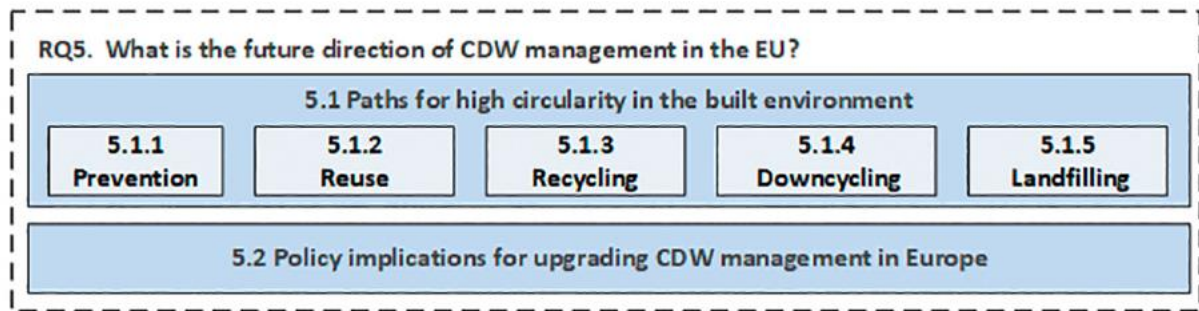 RQ5. What is the future direction of CDW management in the EU?
5.1 Paths for high circularity in the built environment
5.1.1
Prevention
5.1.2
Reuse
5.1.3
Recycling
5.1.4
Downcycling
5.1.5
Landfilling
5.2 Policy implications for upgrading CDW management in Europe